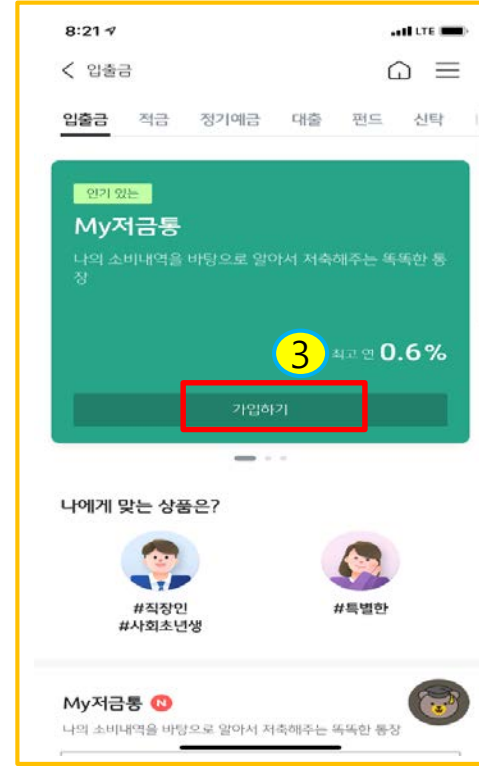 8:21
LTE
입출금
입출금 적금 정기예금 대출 펀드 신탁
인기 있는
My저금통
나의 소비내역을 바탕으로 알아서 저축해주는 똑똑한 통
장
3 최고 연 0.6%
가입하기
나에게 맞는 상품은?
#직장인 #특별한
#사회초년생
My저금통 N
나의 소비내역을 바탕으로 알아서 저축해주는 똑똑한 통장